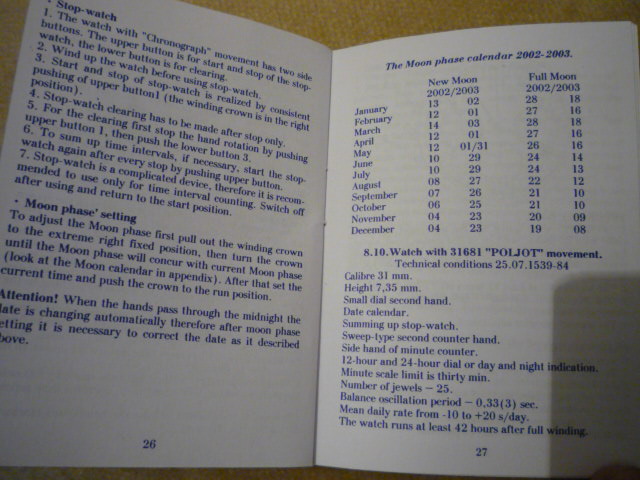 · Stop-watch
1. The watch with "Chronograph" movement has two side
buttons. The upper button is for start and stop of the stop-
watch, the lower button is for clearing.
2. Wind up the watch before using stop-watch.
3. Start and stop of stop-watch is realized by consistent
pushing of upper button1 (the winding crown is in the right
position).
4. Stop-watch clearing has to be made after stop only.
5. For the clearing first stop the hand rotation by pushing
upper button 1, then push the lower button 3.
6. To sum up time intervals, if necessary, start the stop-
watch again after every stop by pushing upper button.
7. Stop-watch is a complicated device, therefore it is recom-
mended to use only for time interval counting. Switch off
after using and return to the start position.
· Moon phase' setting
To adjust the Moon phase first pull out the winding crown
to the extreme right fixed position, then turn the crown
until the Moon phase will concur with current Moon phase
(look at the Moon calendar in appendix). After that set the
current time and push the crown to the run position.
Attention! When the hands pass through the midnight the
date is changing automatically therefore after moon phase
etting it is necessary to correct the date as it described
bove.
26
The Moon phase calendar 2002-2003.
New Moon Full Moon
2002/2003 2002/2003
January 13 02 28 18
February 12 01 27 16
March 14 03 28 18
April 12 01 27 16
May 12 01/31 26 16
June 10 29 24 14
July 10 29 24 13
August 08 27 22 12
September 07 26 21 10
October 06 25 21 10
November 04 23 20 09
December 04 23 19 08
8.10.Watch with 31681 "POLJOT" movement.
Technical conditions 25.07.1539-84
Calibre 31 mm.
Height 7,35 mm.
Small dial second hand.
Date calendar.
Summing up stop-watch.
Sweep-type second counter hand.
Side hand of minute counter.
12-hour and 24-hour dial or day and night indication.
Minute scale limit is thirty min.
Number of jewels – 25.
Balance oscillation period – 0,33(3) sec.
Mean daily rate from -10 to +20 s/day.
The watch runs at least 42 hours after full winding.
27